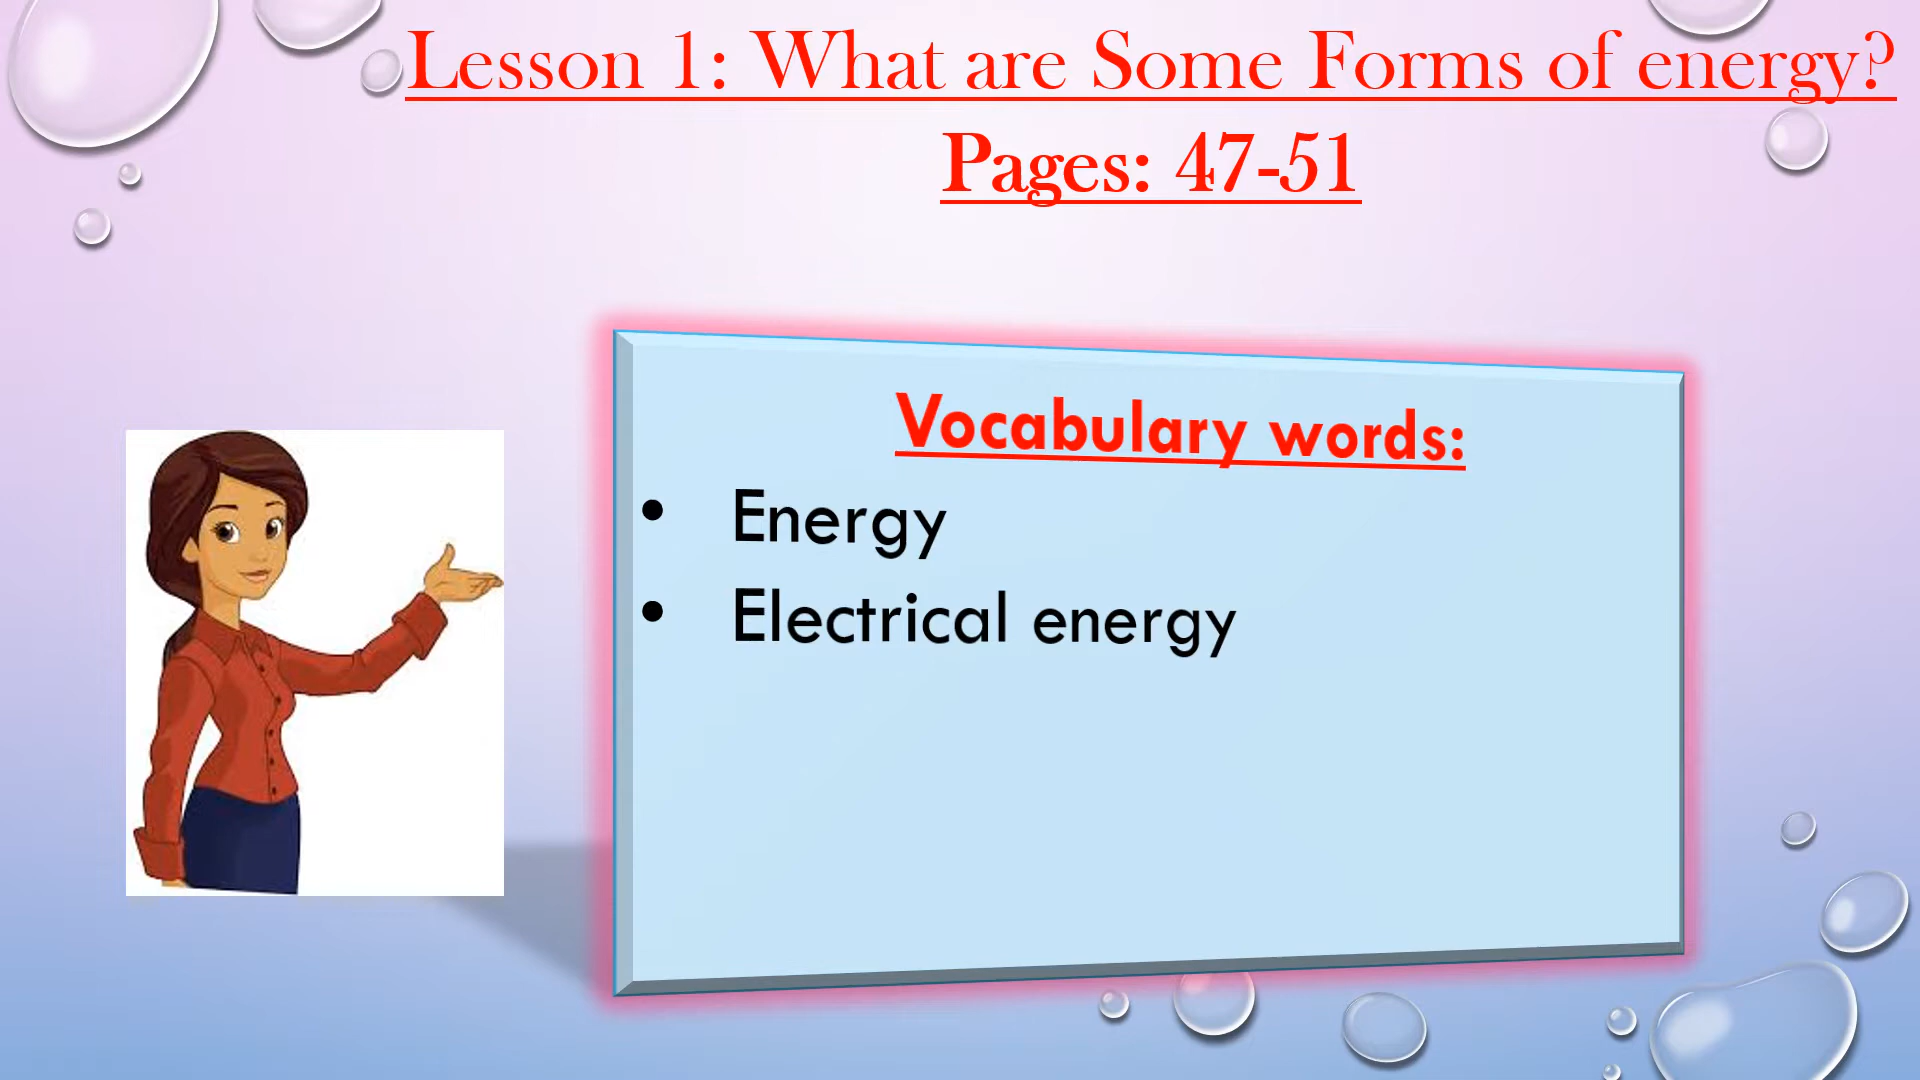 Lesson 1: What are Some Forms of energy?
Pages: 47-51
Vocabulary words:
• Energy
• Electrical energy